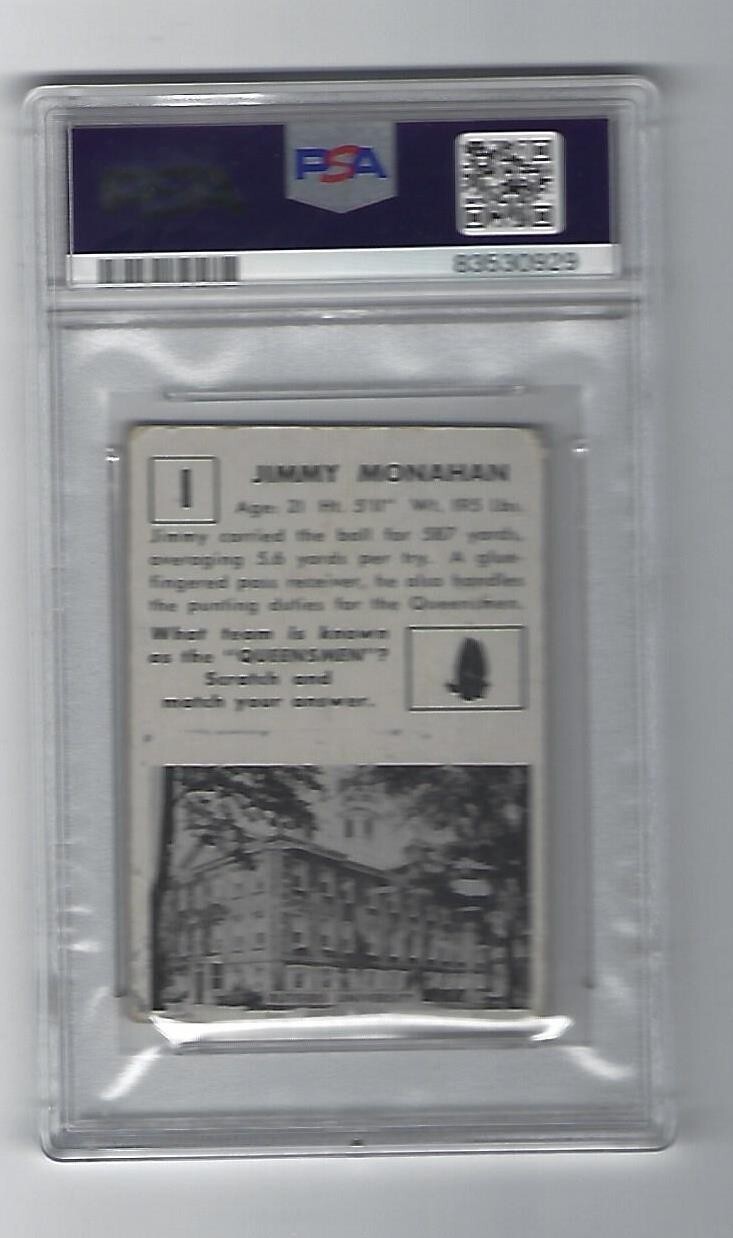 PSA
83530929
1
JIMMY MONAHAN
Age: 21 Ht. 5'11" Wt. 195 Lbs.
Jimmy carried the ball for 587 yards,
averaging 5.6 yards per try. A glue-
fingered pass receiver, he also handles
the punting duties for the Queensmen.
What team is known
as the "QUEENSMEN"?
Scratch and
match your answer.